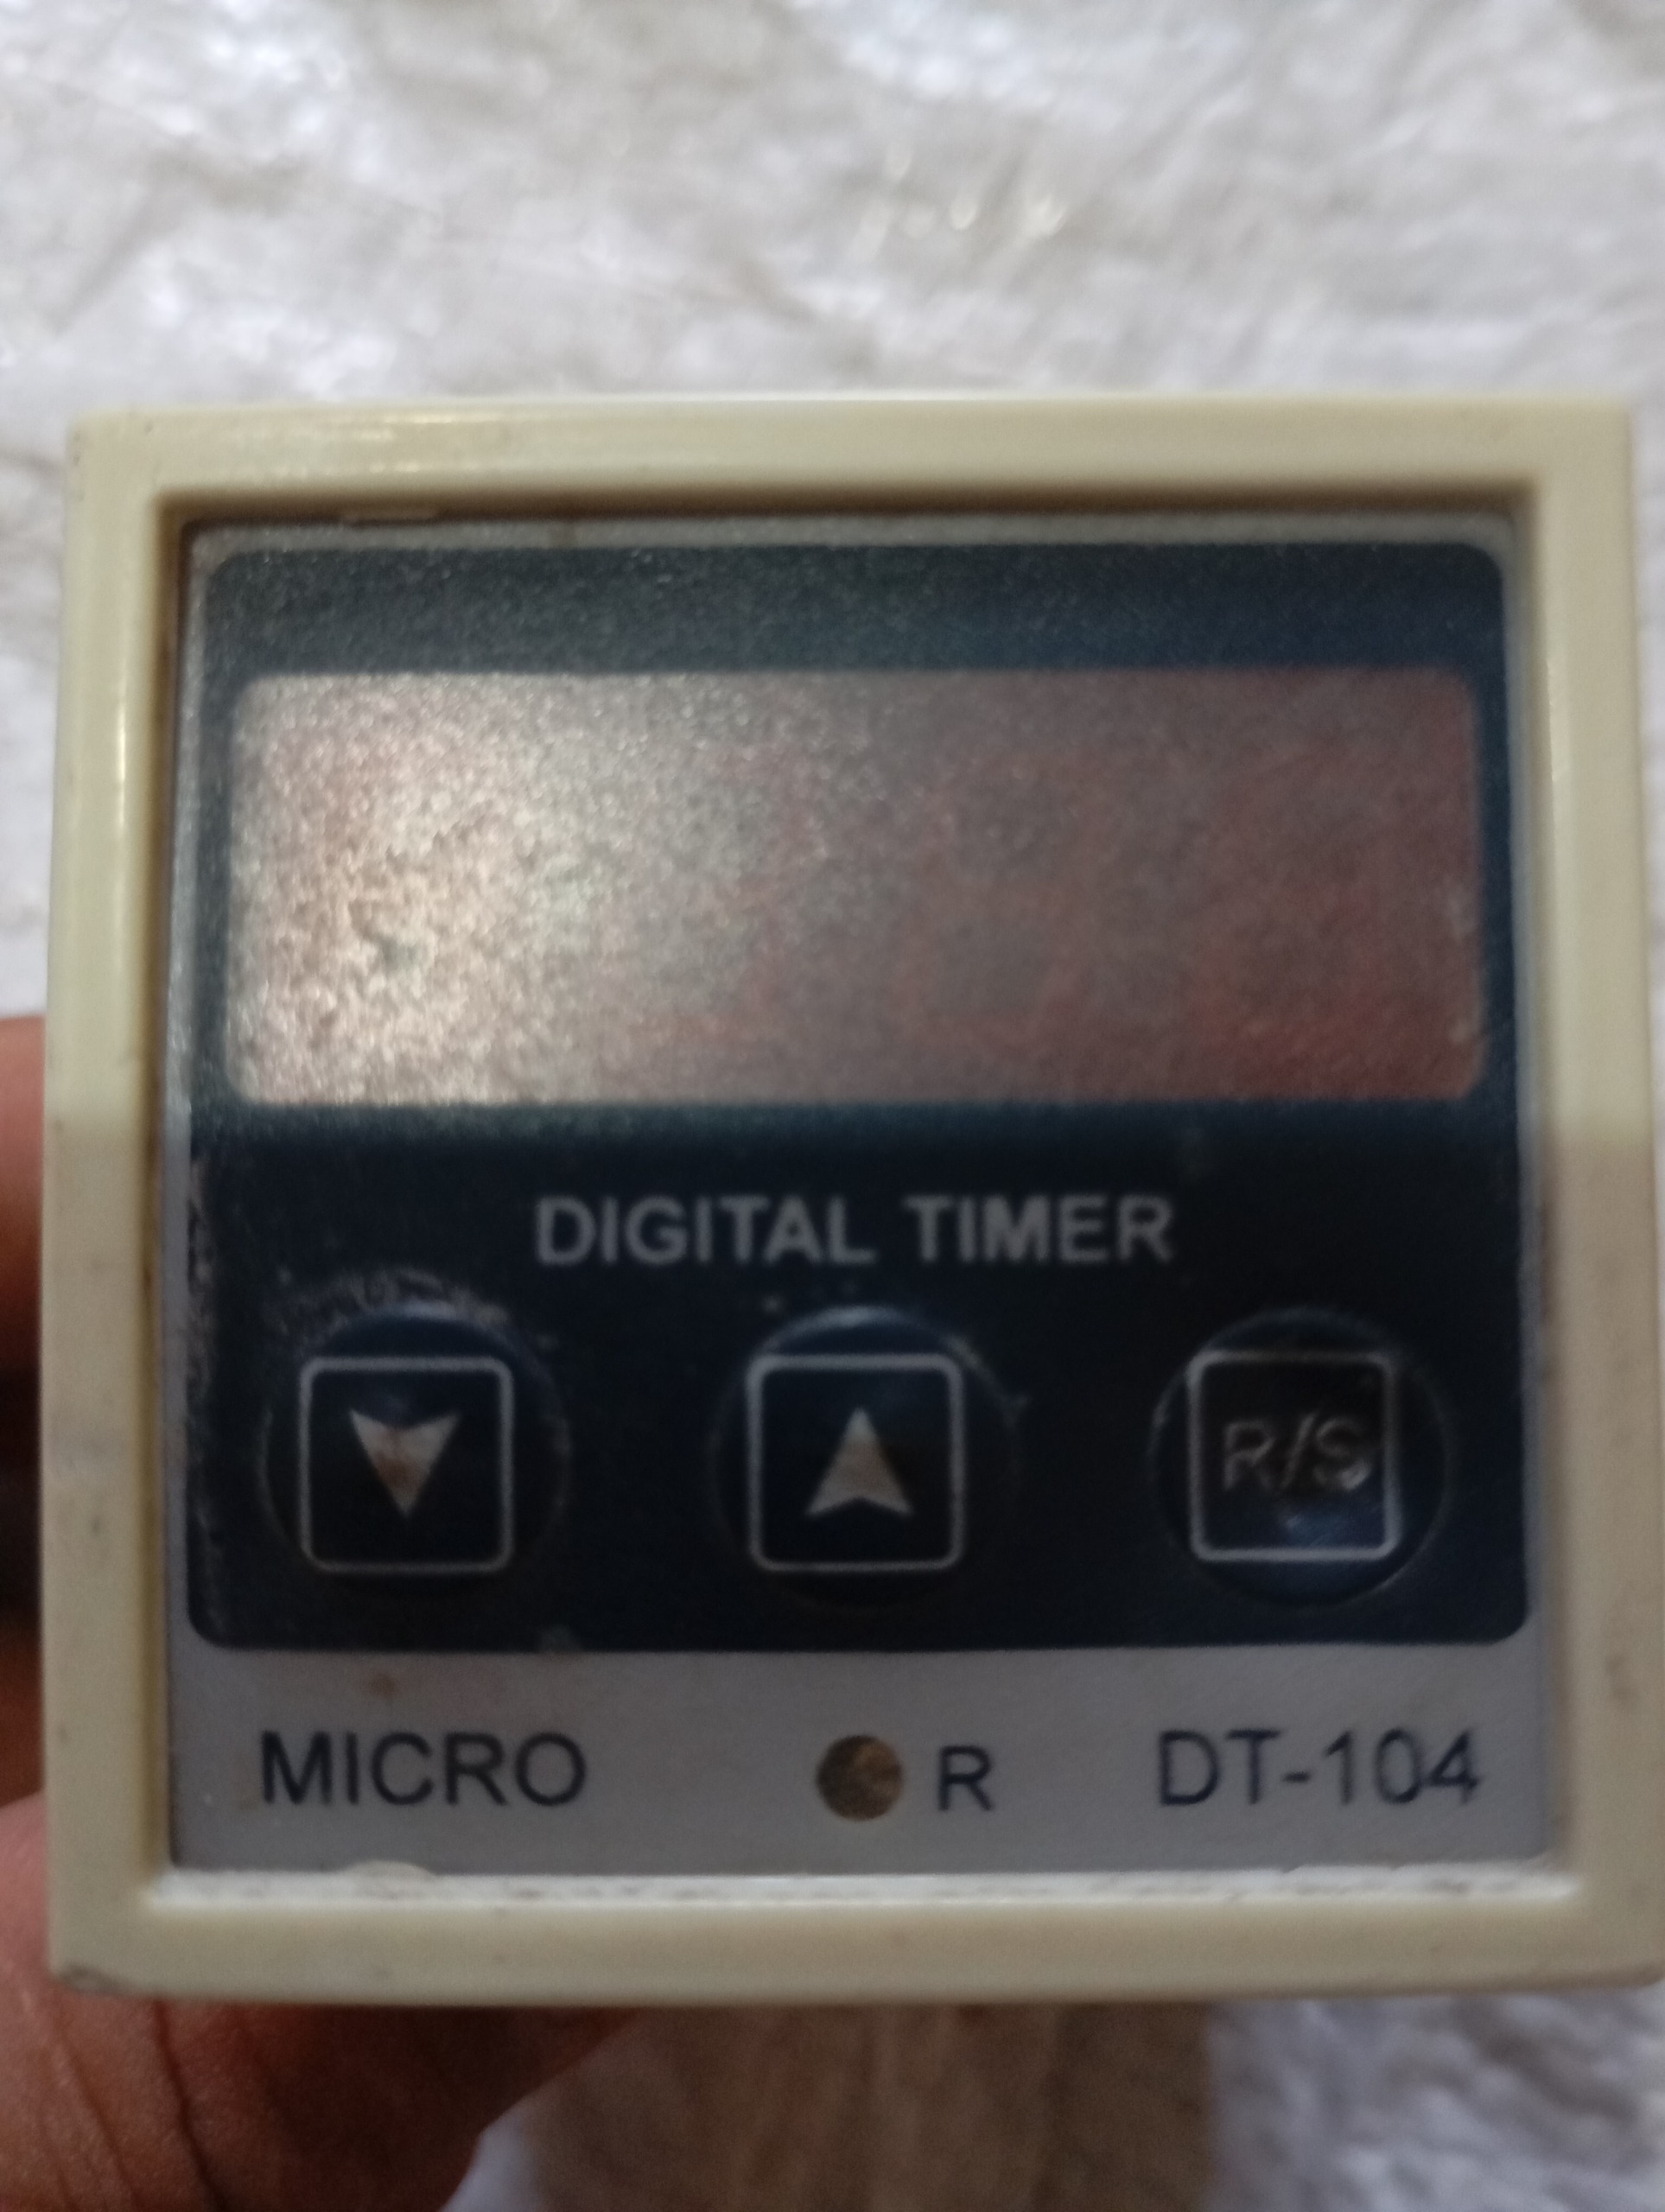 DIGITAL TIMER
R/S
MICRO R DT-104